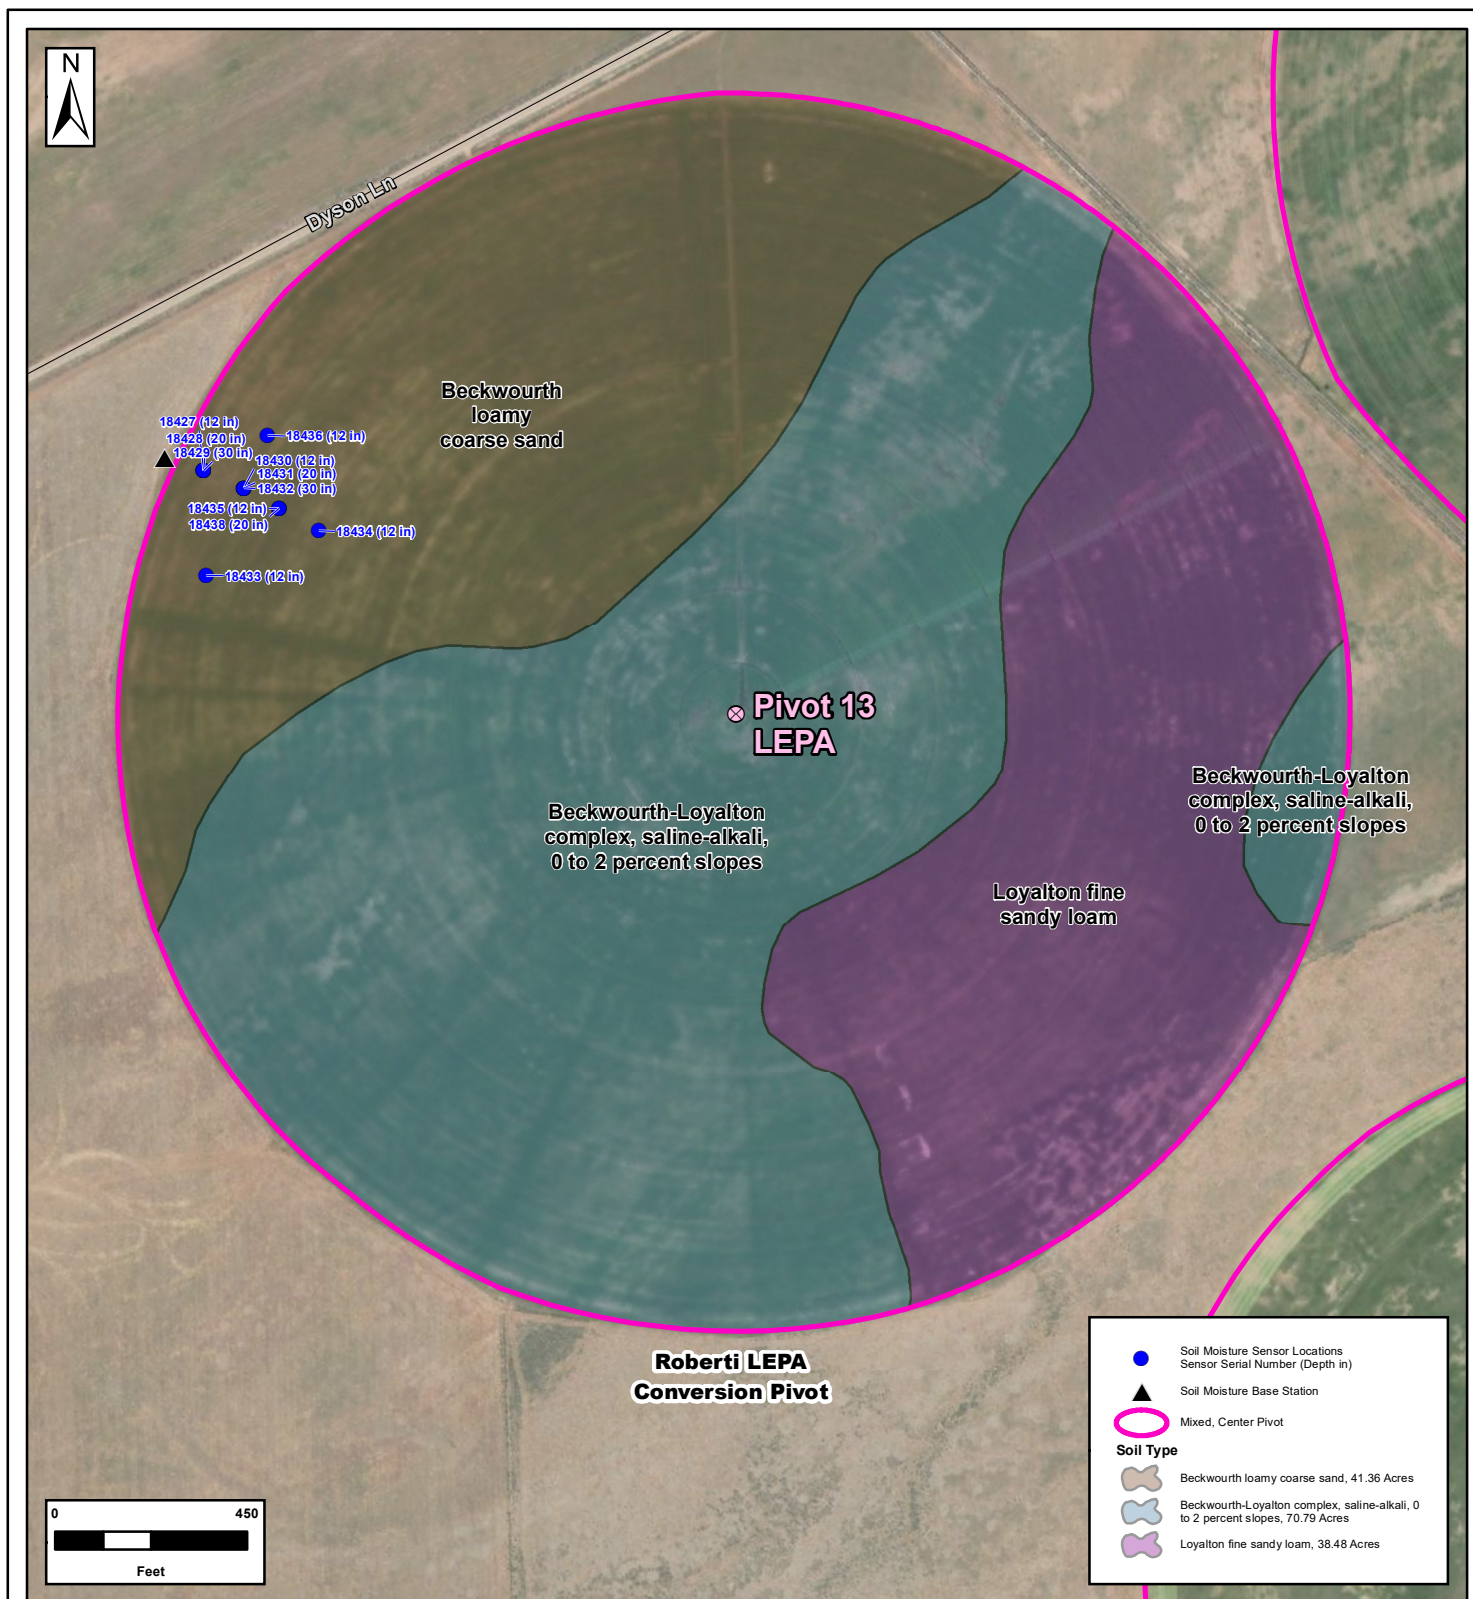 N
Dyson Ln
Beckwourth
loamy
coarse sand
18427 (12 in)
18428 (20 in)
18429 (30 in)
18436 (12 in)
18430 (12 in)
18431 (20 in)
18432 (30 in)
18435 (12 in)
18438 (20 in)
18434 (12 in)
18433 (12 in)
Pivot 13
LEPA
Beckwourth-Loyalton
complex, saline-alkali,
0 to 2 percent slopes
Beckwourth-Loyalton
complex, saline-alkali,
0 to 2 percent slopes
Loyalton fine
sandy loam
Roberti LEPA
Conversion Pivot
Soil Moisture Sensor Locations
Sensor Serial Number (Depth in)
Soil Moisture Base Station
Mixed, Center Pivot
Soil Type
Beckwourth loamy coarse sand, 41.36 Acres
Beckwourth-Loyalton complex, saline-alkali, 0
to 2 percent slopes, 70.79 Acres
Loyalton fine sandy loam, 38.48 Acres
0 450
Feet